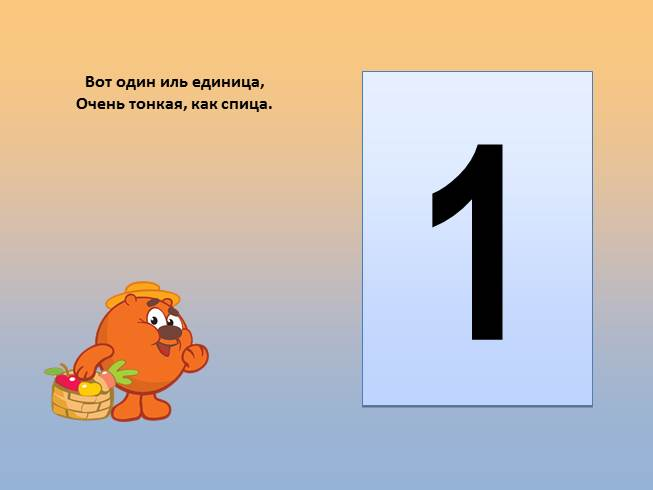 Вот один иль единица,
Очень тонкая, как спица.
1